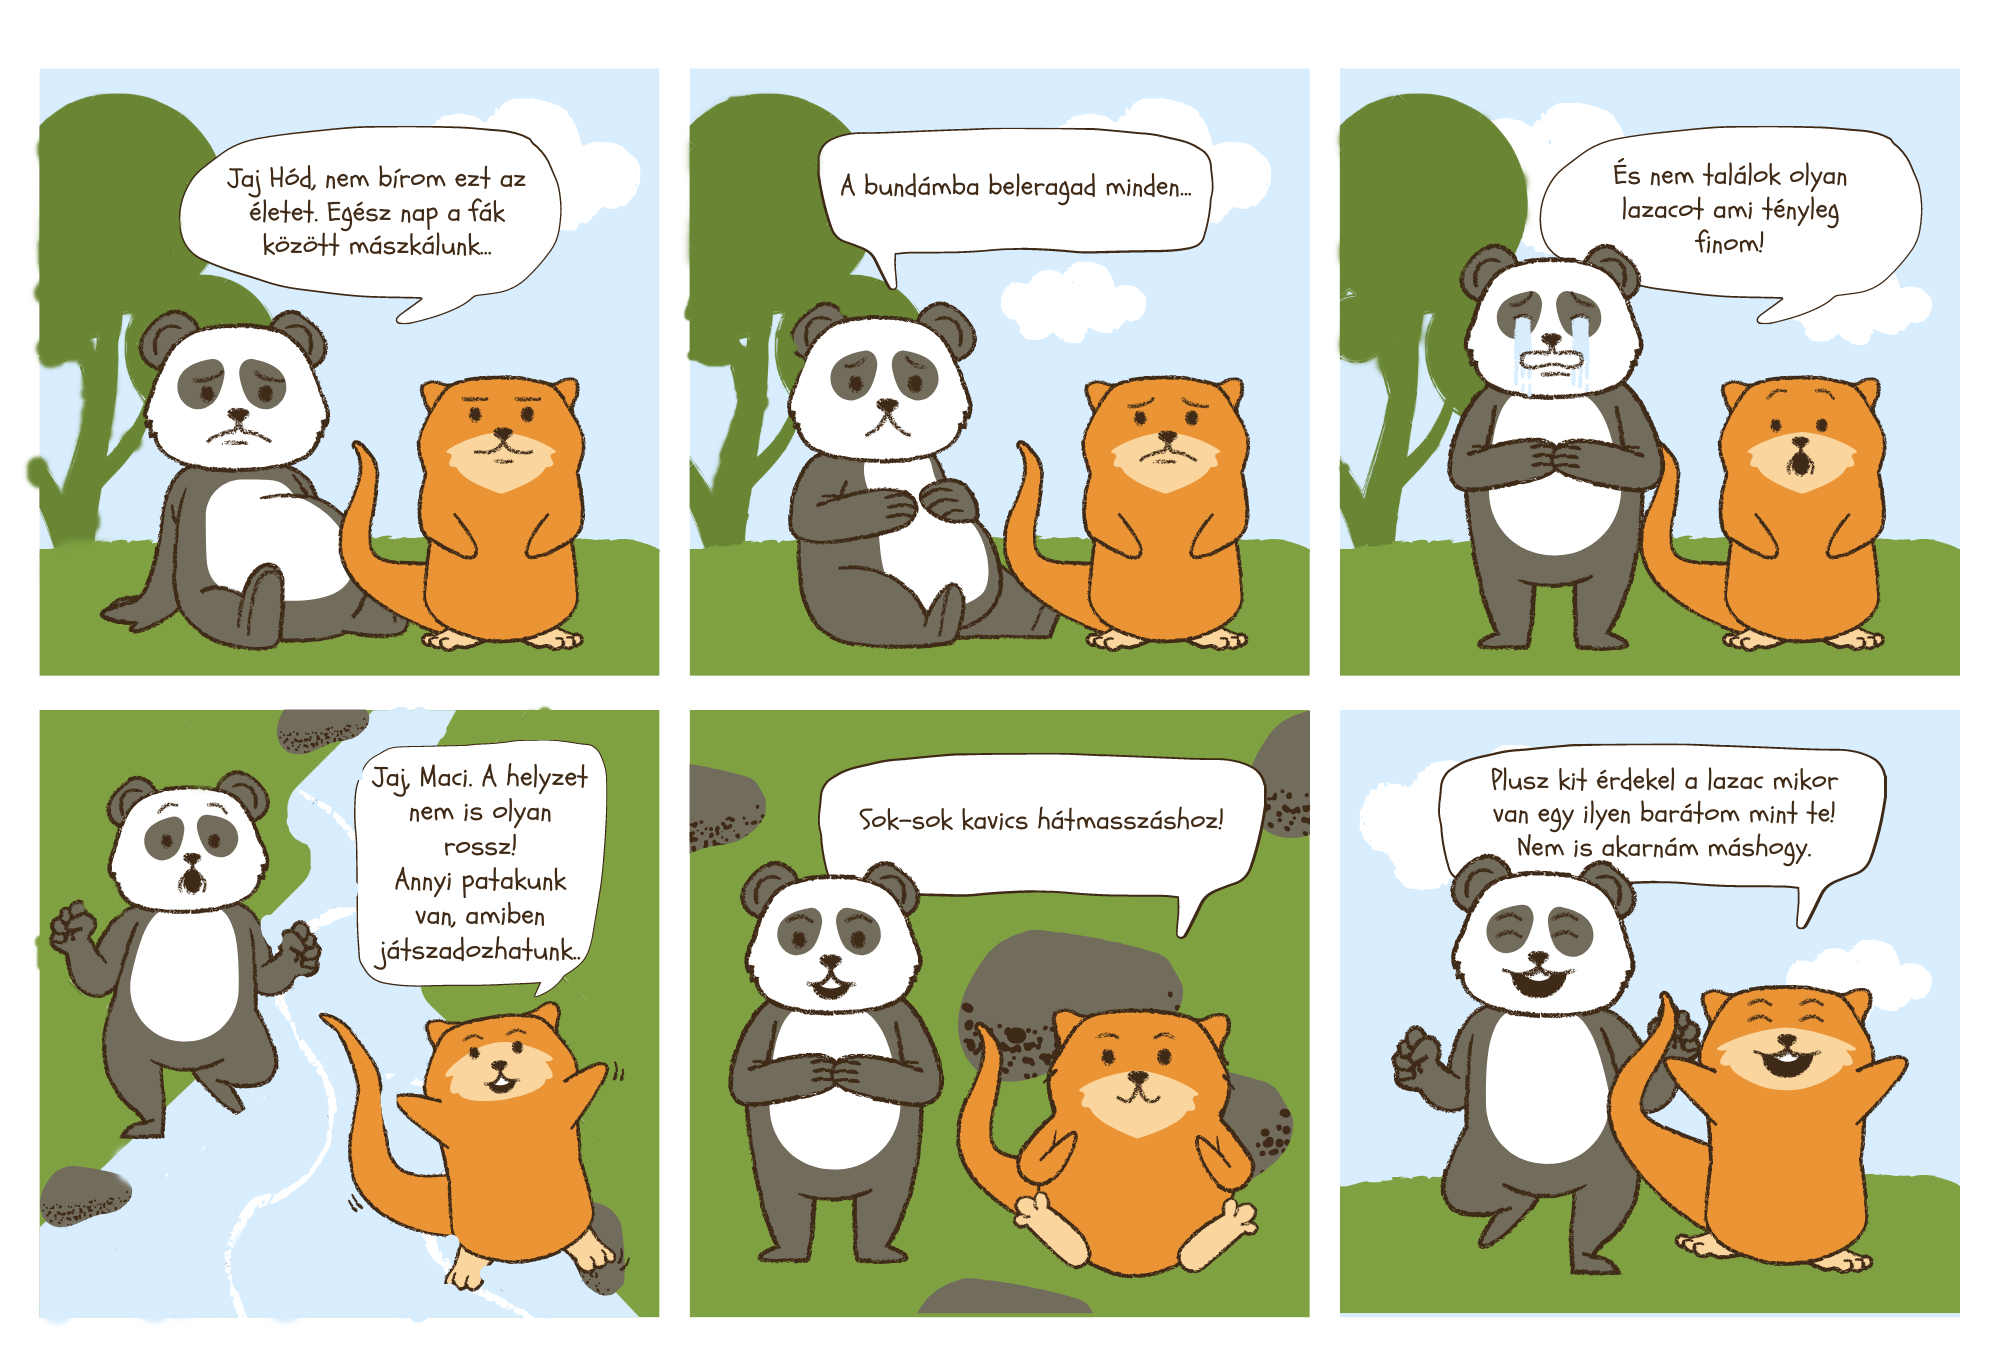 Jaj Hód, nem bírom ezt az
életet. Egész nap a fák
között mászkálunk...
A bundámba beleragad minden...
És nem találok olyan
lazacot ami tényleg
finom!
Jaj, Maci. A helyzet
nem is olyan
rossz!
Annyi patakunk
van, amiben
játszadozhatunk..
Sok-sok kavics hátmasszáshoz!
Plusz kit érdekel a lazac mikor
van egy ilyen barátom mint te!
Nem is akarnám máshogy.